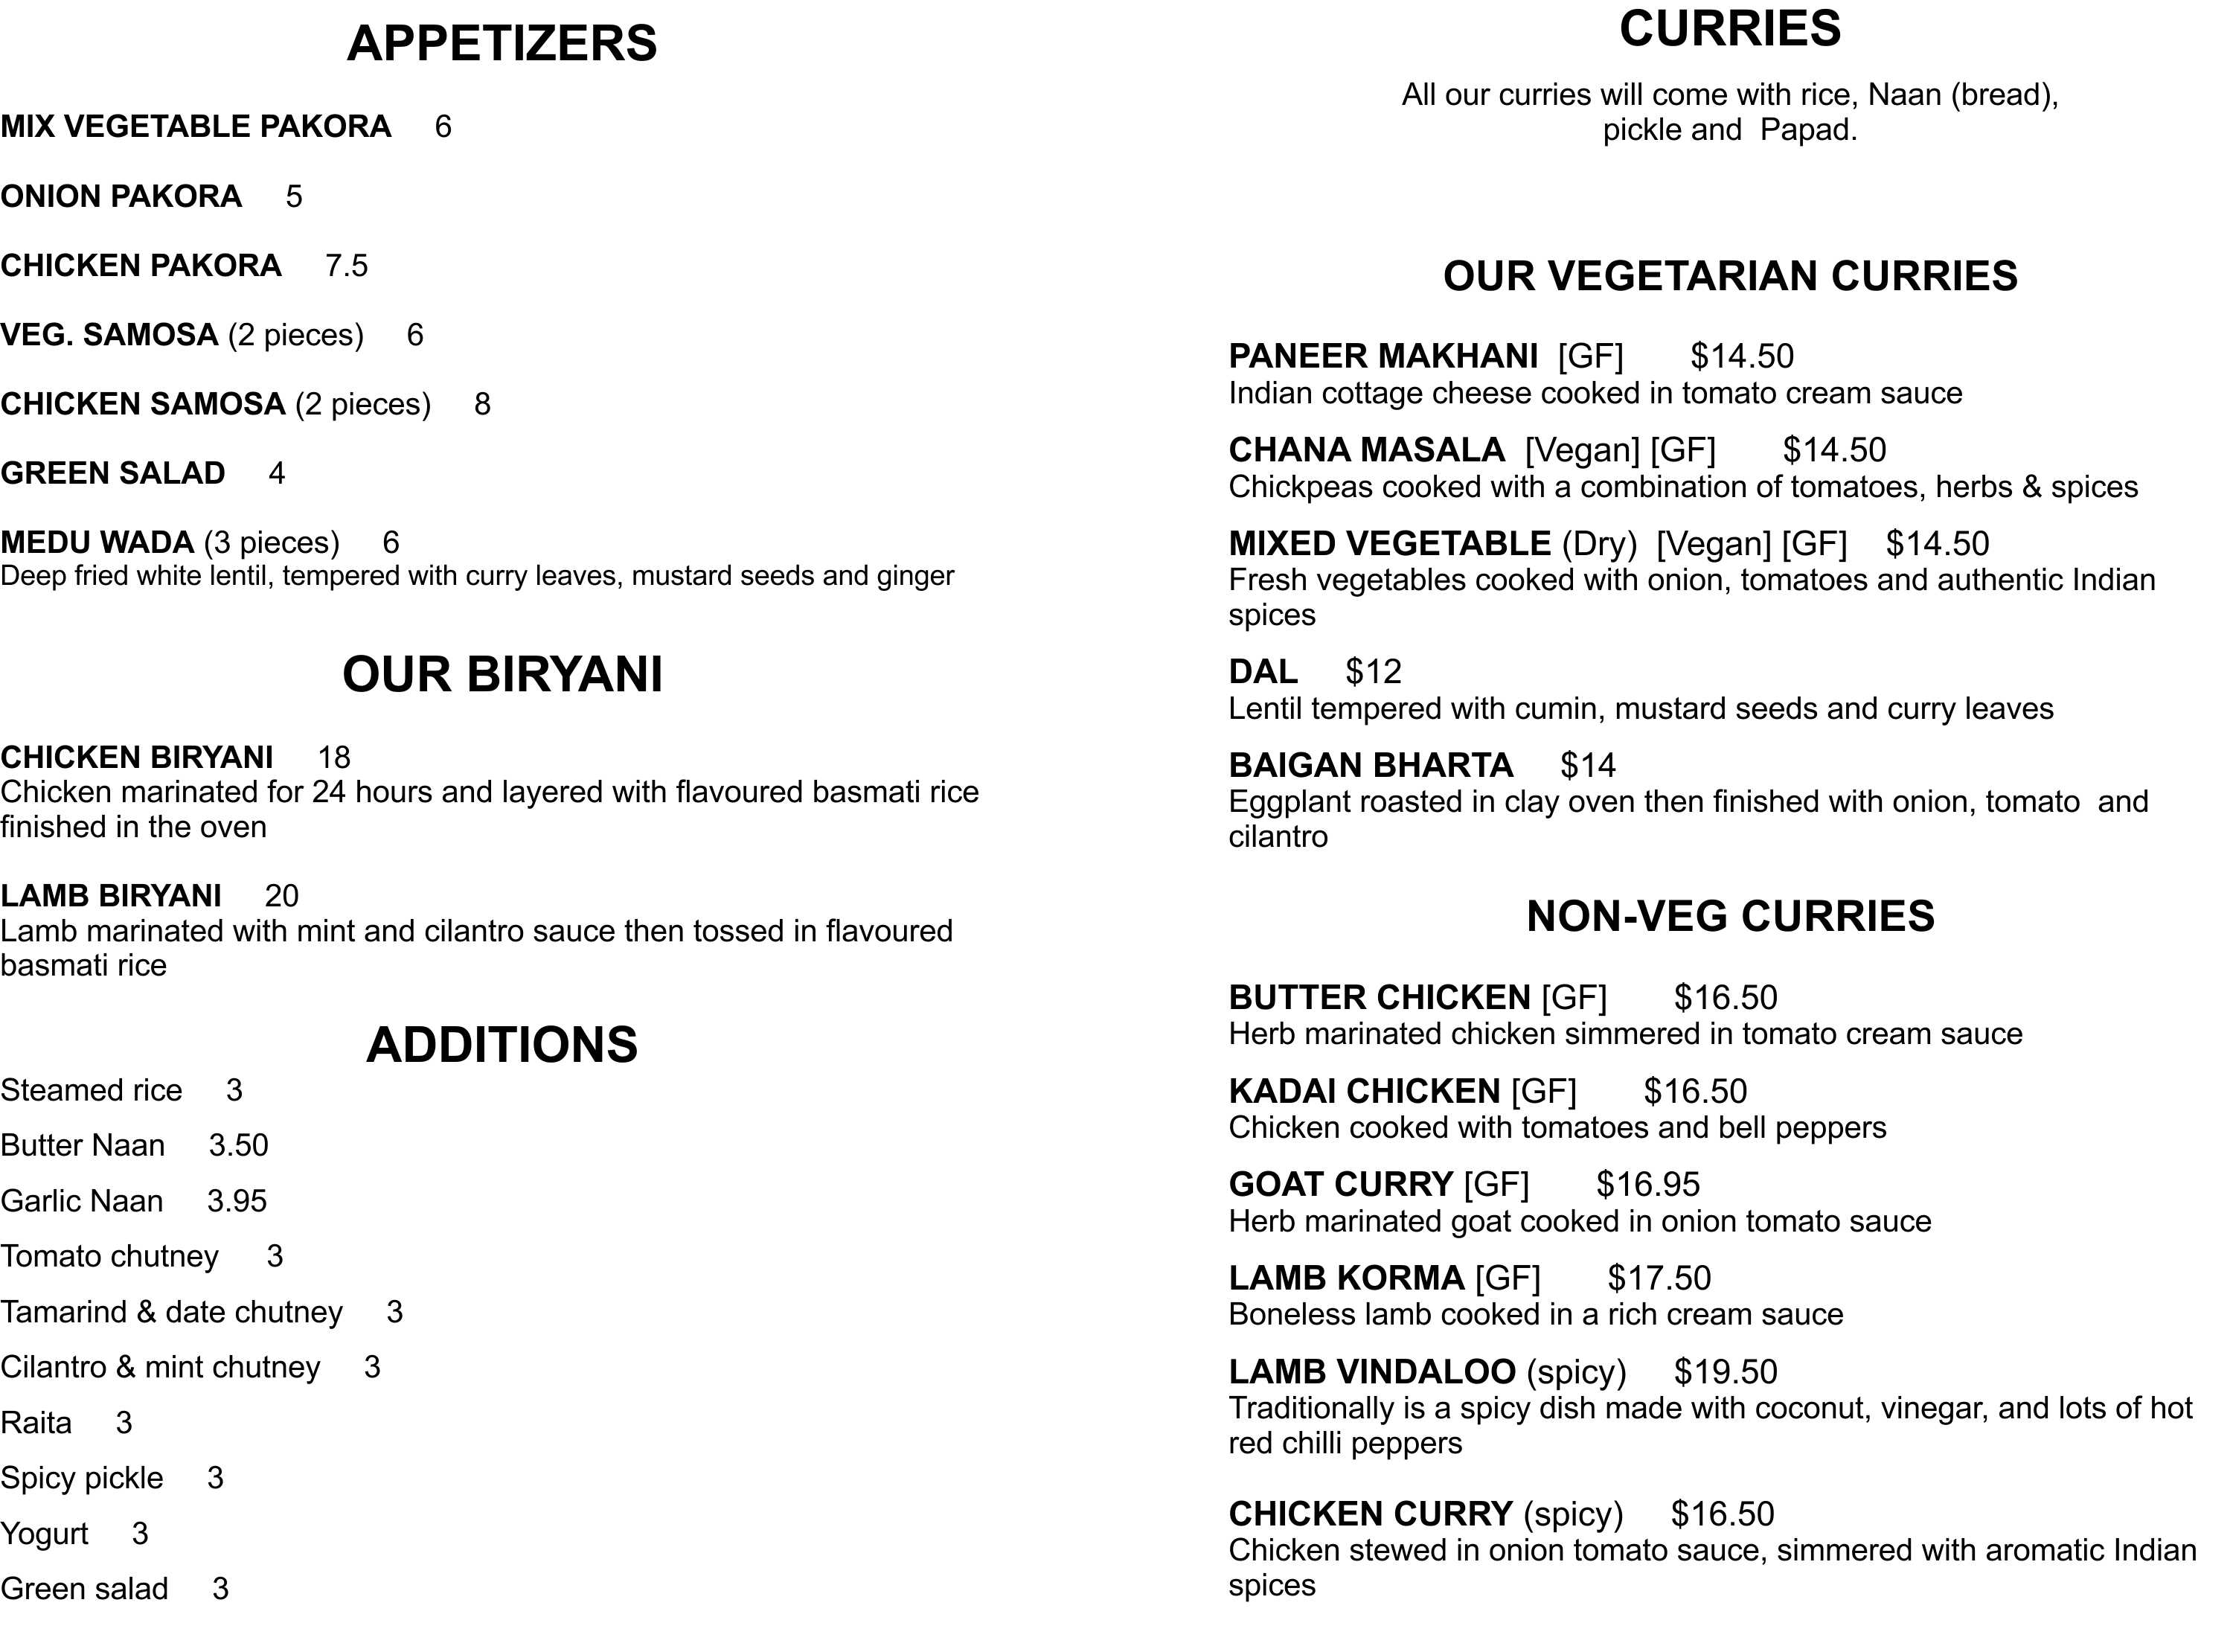 APPETIZERS
MIX VEGETABLE PAKORA 6
ONION PAKORA 5
CHICKEN PAKORA 7.5
VEG. SAMOSA (2 pieces) 6
CHICKEN SAMOSA (2 pieces) 8
GREEN SALAD 4
MEDU WADA (3 pieces) 6
Deep fried white lentil, tempered with curry leaves, mustard seeds and ginger
OUR BIRYANI
CHICKEN BIRYANI 18
Chicken marinated for 24 hours and layered with flavoured basmati rice
finished in the oven
LAMB BIRYANI 20
Lamb marinated with mint and cilantro sauce then tossed in flavoured
basmati rice
ADDITIONS
Steamed rice 3
Butter Naan 3.50
Garlic Naan 3.95
Tomato chutney 3
Tamarind & date chutney 3
Cilantro & mint chutney 3
Raita 3
Spicy pickle 3
Yogurt 3
Green salad 3
CURRIES
All our curries will come with rice, Naan (bread),
pickle and Papad.
OUR VEGETARIAN CURRIES
PANEER MAKHANI [GF] $14.50
Indian cottage cheese cooked in tomato cream sauce
CHANA MASALA [Vegan] [GF] $14.50
Chickpeas cooked with a combination of tomatoes, herbs & spices
MIXED VEGETABLE (Dry) [Vegan] [GF] $14.50
Fresh vegetables cooked with onion, tomatoes and authentic Indian
spices
DAL $12
Lentil tempered with cumin, mustard seeds and curry leaves
BAIGAN BHARTA $14
Eggplant roasted in clay oven then finished with onion, tomato and
cilantro
NON-VEG CURRIES
BUTTER CHICKEN [GF] $16.50
Herb marinated chicken simmered in tomato cream sauce
KADAI CHICKEN [GF] $16.50
Chicken cooked with tomatoes and bell peppers
GOAT CURRY [GF] $16.95
Herb marinated goat cooked in onion tomato sauce
LAMB KORMA [GF] $17.50
Boneless lamb cooked in a rich cream sauce
LAMB VINDALOO (spicy) $19.50
Traditionally is a spicy dish made with coconut, vinegar, and lots of hot
red chilli peppers
CHICKEN CURRY (spicy) $16.50
Chicken stewed in onion tomato sauce, simmered with aromatic Indian
spices